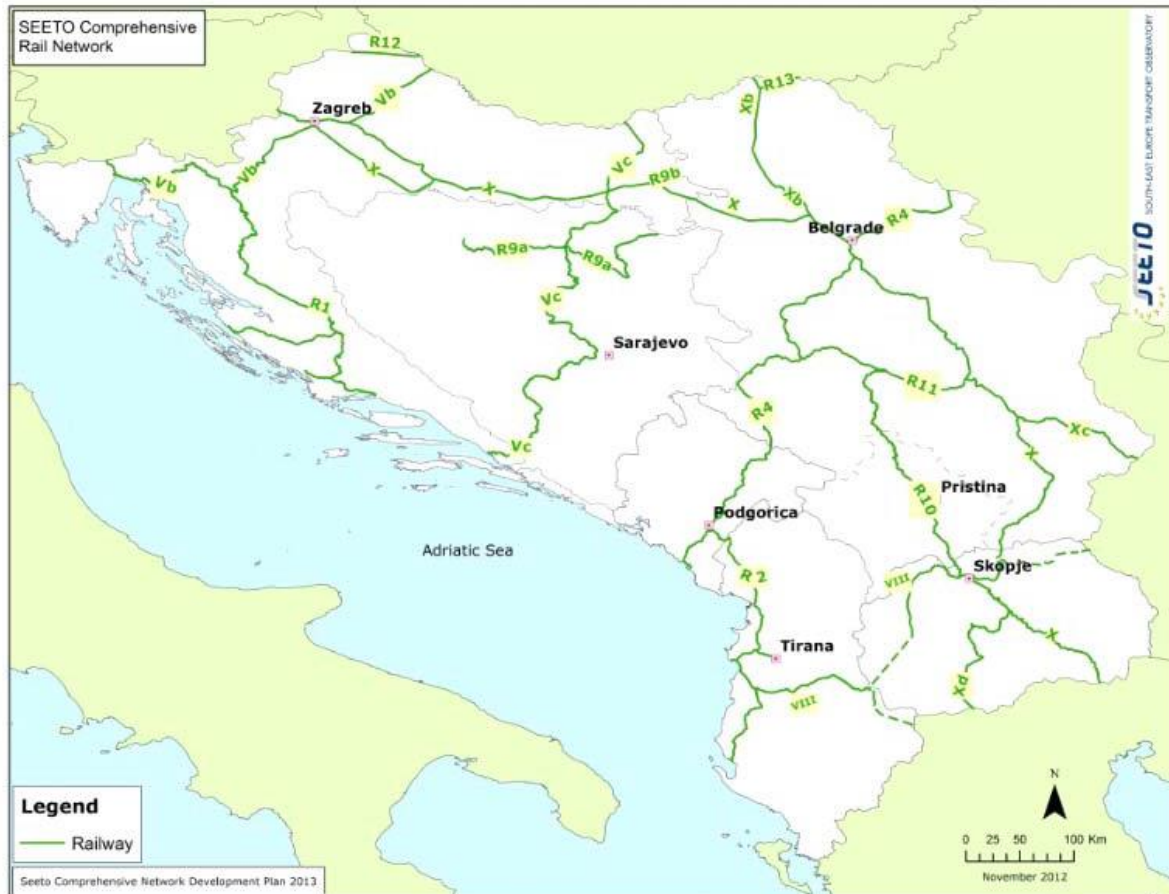 SEETO Comprehensive
Rail Network
R12
Vb
Zagreb
Xb
R13
Vb
Vb
X
X
Vc
R9b
X
Xb
R4
Belgrade
R9a
R9a
R1
Vc
Sarajevo
Vc
R4
R11
Xc
X
R10
Pristina
Podgorica
R 2
Adriatic Sea
VIII
Skopje
X
Tirana
Xd
VIII
SEETO
SOUTH-EAST EUROPE TRANSPORT OBSERVATORY
Legend
Railway
Seeto Comprehensive Network Development Plan 2013
N
0 25 50 100 Km
November 2012